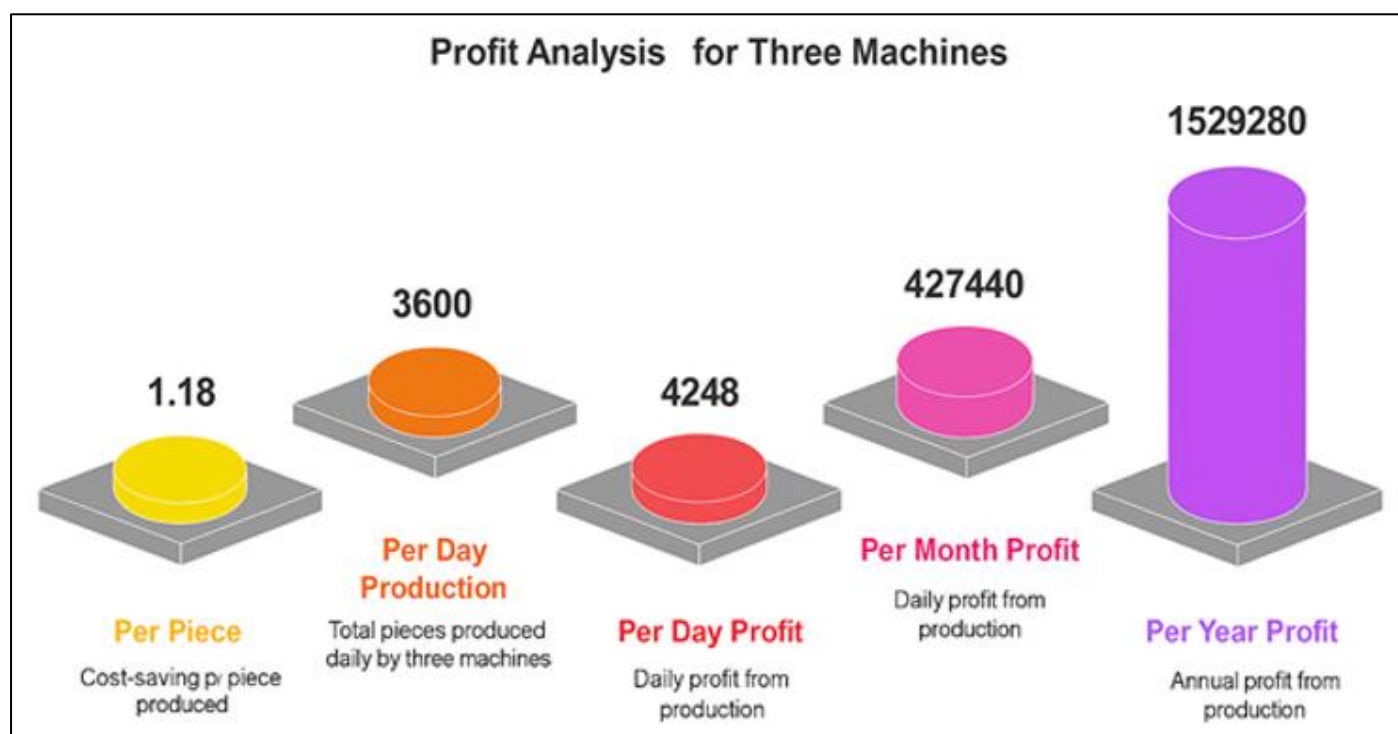 Profit Analysis for Three Machines
1.18
Per Piece
Cost-saving p piece
produced
3600
Per Day
Production
Total pieces produced
daily by three machines
4248
Per Day Profit
Daily profit from
production
427440
Per Month Profit
Daily profit from
production
1529280
Per Year Profit
Annual profit from
production